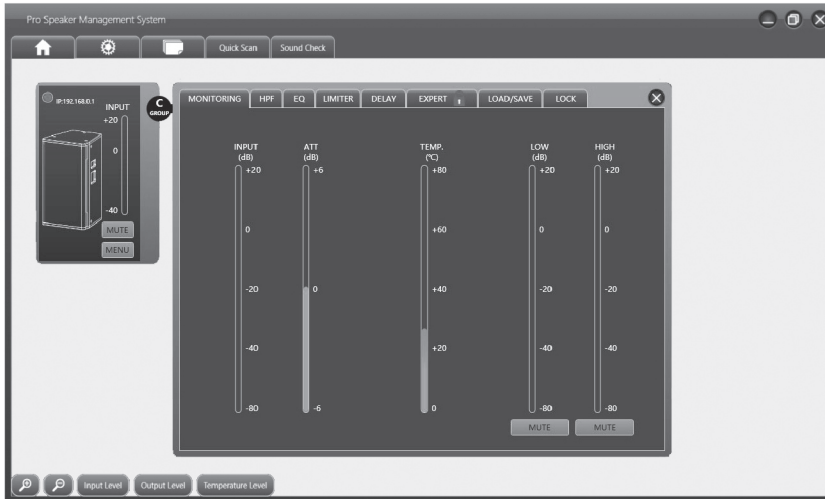 Pro Speaker Management System
Quick Scan
Sound Check
IP:192.168.0.1
INPUT
+20
0
-40
MUTE
MENU
C
GROUP
MONITORING
HPF
EQ
LIMITER
DELAY
EXPERT
LOAD/SAVE
LOCK
INPUT
(dB)
+20
0
-20
-40
-80
ATT
(dB)
+6
0
-6
TEMP.
(℃)
+80
+60
+40
+20
0
LOW
(dB)
+20
0
-20
-40
-80
MUTE
HIGH
(dB)
+20
0
-20
-40
-80
MUTE
Input Level
Output Level
Temperature Level